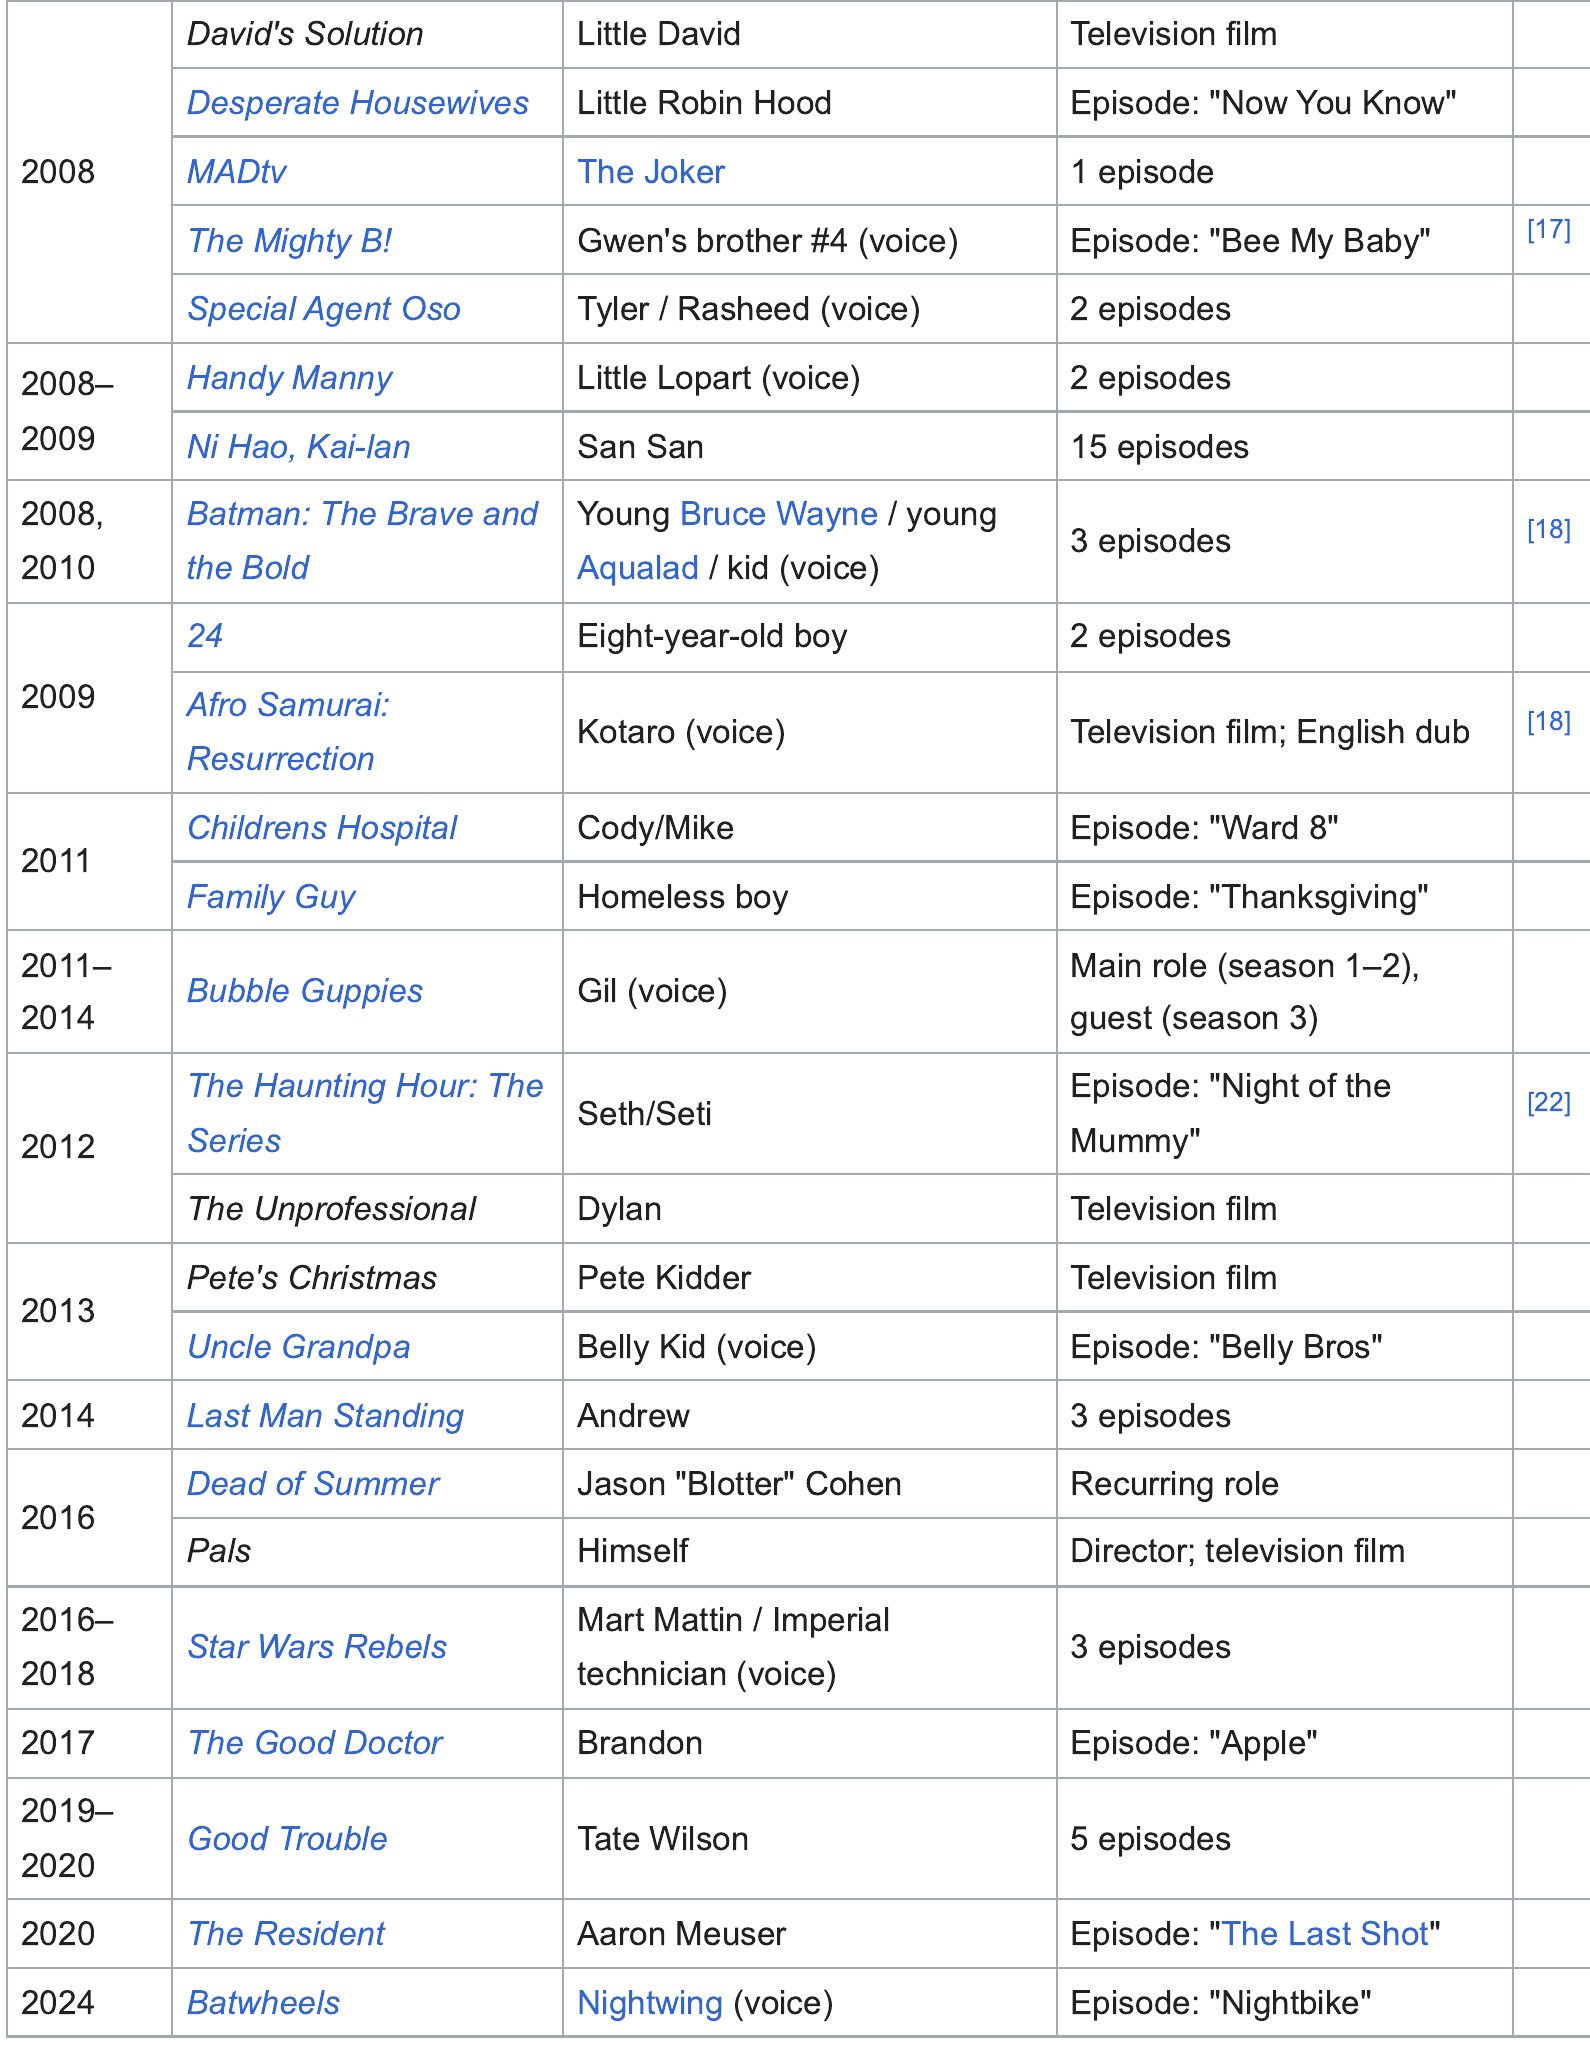 2008
David's Solution Little David Television film
Desperate Housewives Little Robin Hood Episode: "Now You Know"
MADtv The Joker 1 episode
The Mighty B! Gwen's brother #4 (voice) Episode: "Bee My Baby" [17]
Special Agent Oso Tyler / Rasheed (voice) 2 episodes
2008–
2009
Handy Manny Little Lopart (voice) 2 episodes
Ni Hao, Kai-lan San San 15 episodes
2008,
2010
Batman: The Brave and
the Bold
Young Bruce Wayne / young
Aqualad / kid (voice)
3 episodes [18]
2009
24 Eight-year-old boy 2 episodes
Afro Samurai:
Resurrection
Kotaro (voice) Television film; English dub [18]
2011
Childrens Hospital Cody/Mike Episode: "Ward 8"
Family Guy Homeless boy Episode: "Thanksgiving"
2011–
2014
Bubble Guppies Gil (voice)
Main role (season 1–2),
guest (season 3)
2012
The Haunting Hour: The
Series
Seth/Seti
Episode: "Night of the
Mummy"
[22]
The Unprofessional Dylan Television film
2013
Pete's Christmas Pete Kidder Television film
Uncle Grandpa Belly Kid (voice) Episode: "Belly Bros"
2014 Last Man Standing Andrew 3 episodes
2016
Dead of Summer Jason "Blotter" Cohen Recurring role
Pals Himself Director; television film
2016–
2018
Star Wars Rebels
Mart Mattin / Imperial
technician (voice)
3 episodes
2017 The Good Doctor Brandon Episode: "Apple"
2019–
2020
Good Trouble Tate Wilson 5 episodes
2020 The Resident Aaron Meuser Episode: "The Last Shot"
2024 Batwheels Nightwing (voice) Episode: "Nightbike"